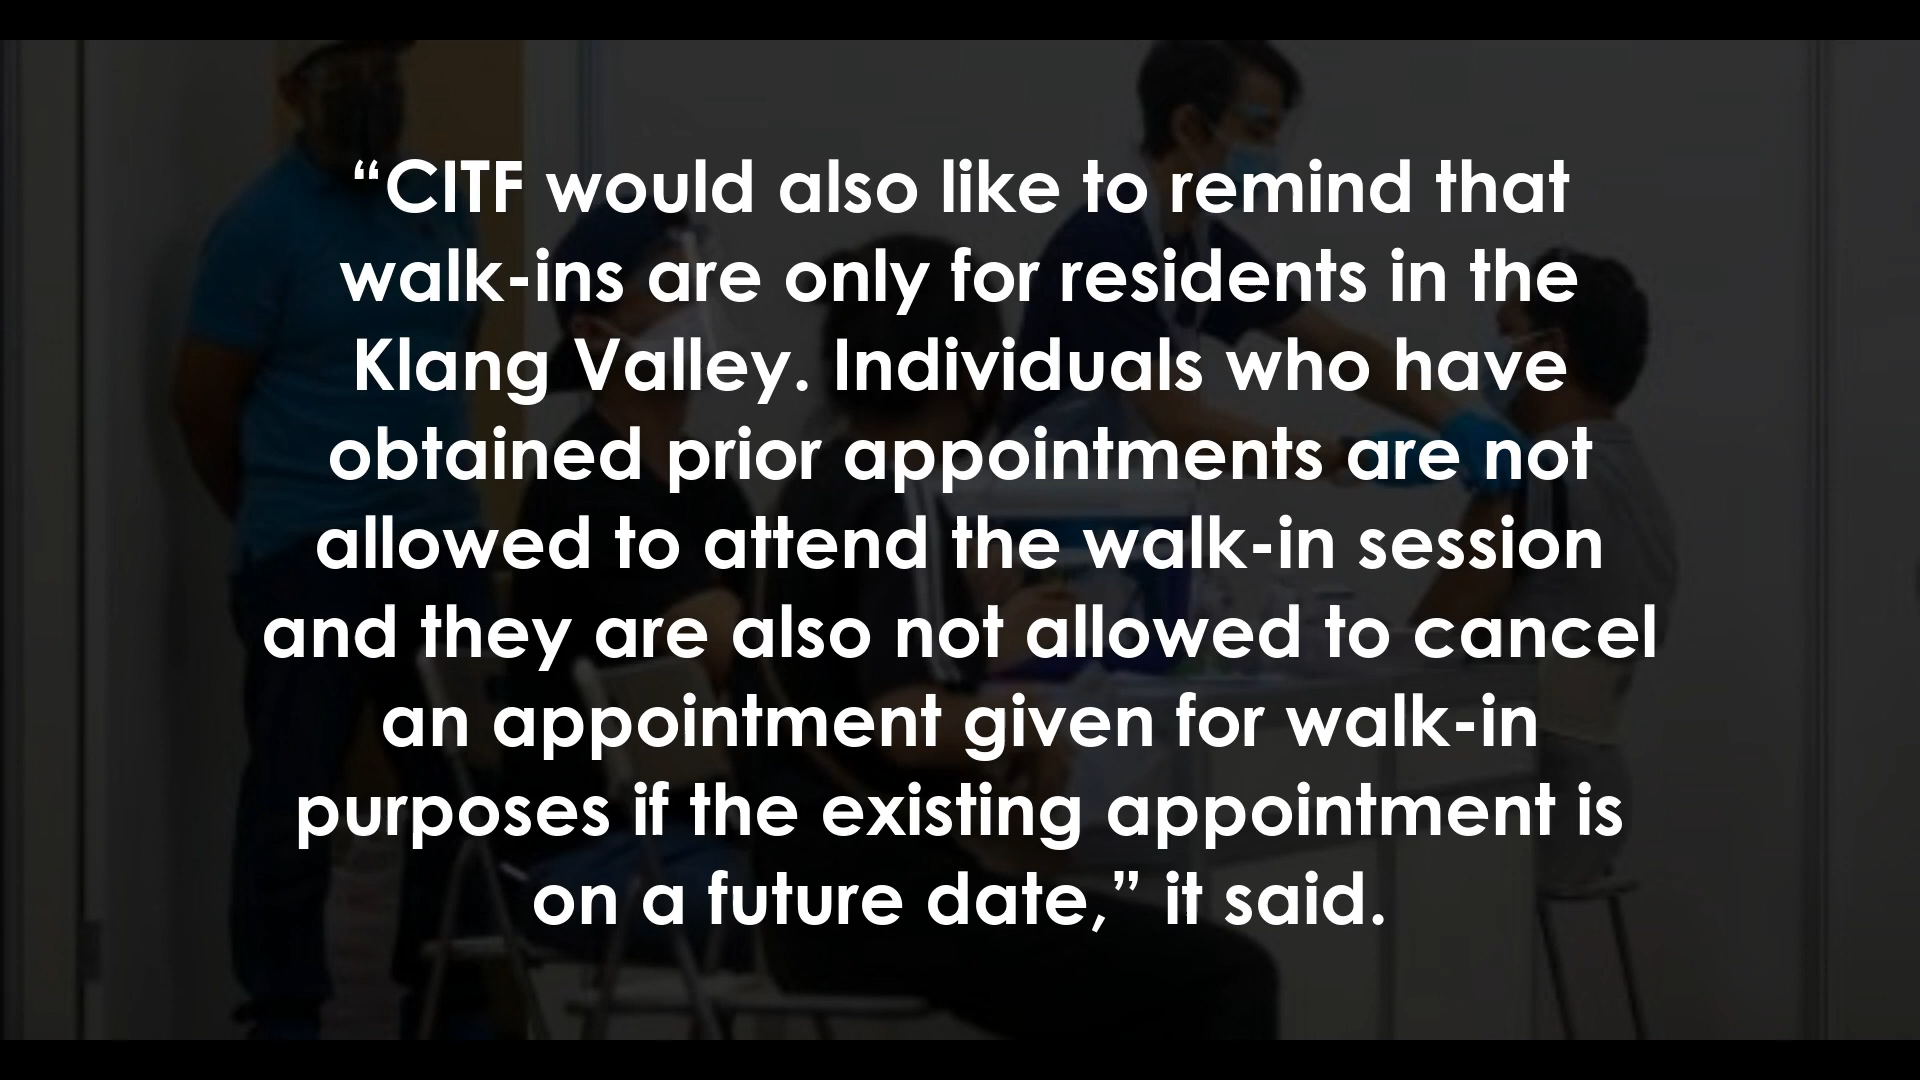 “CITF would also like to remind that
walk-ins are only for residents in the
Klang Valley. Individuals who have
obtained prior appointments are not
allowed to attend the walk-in session
and they are also not allowed to cancel
an appointment given for walk-in
purposes if the existing appointment is
on a future date,” it said.